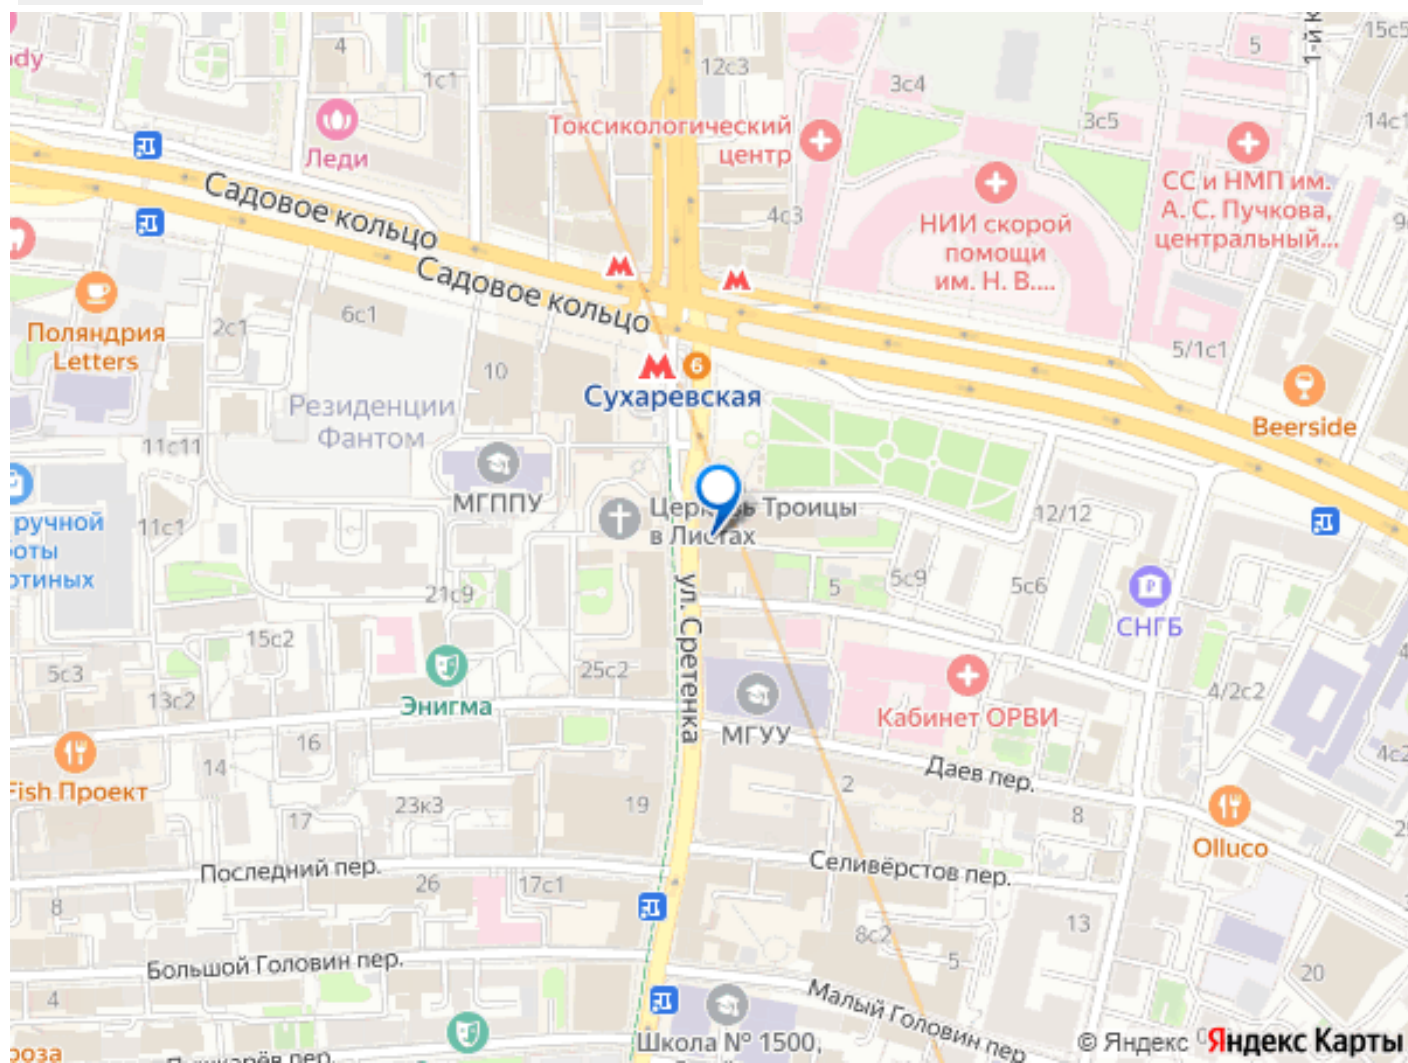 4
1с1
12с3
3с4
5
15с5
dy
Леди
Токсикологический
центр
3с5
14с1
СС и НМП им.
А. С. Пучкова,
центральный...
Садовое кольцо
4с3
НИИ скорой
помощи
им. Н. В....
Садовое кольцо
Поляндрия
Letters
2с1
6с1
10
6
Сухаревская
5/1с1
Beerside
Резиденции
Фантом
11с11
МГППУ
Церковь Троицы
в Листах
12/12
ручной
11с1
21с9
5
5с9
5с6
СНГБ
ул. Сретенка
15с2
5с3
13с2
25с2
Энигма
МГУУ
Кабинет ОРВИ
4/2с2
16
14
Fish Проект
23к3
17
19
2
Даев пер.
8
Olluco
Последний пер.
26
17с1
Селивёрстов пер.
8
13
8с2
5
20
Большой Головин пер.
4
Малый Головин пер.
Школа № 1500,
© Яндекс
Яндекс Карты